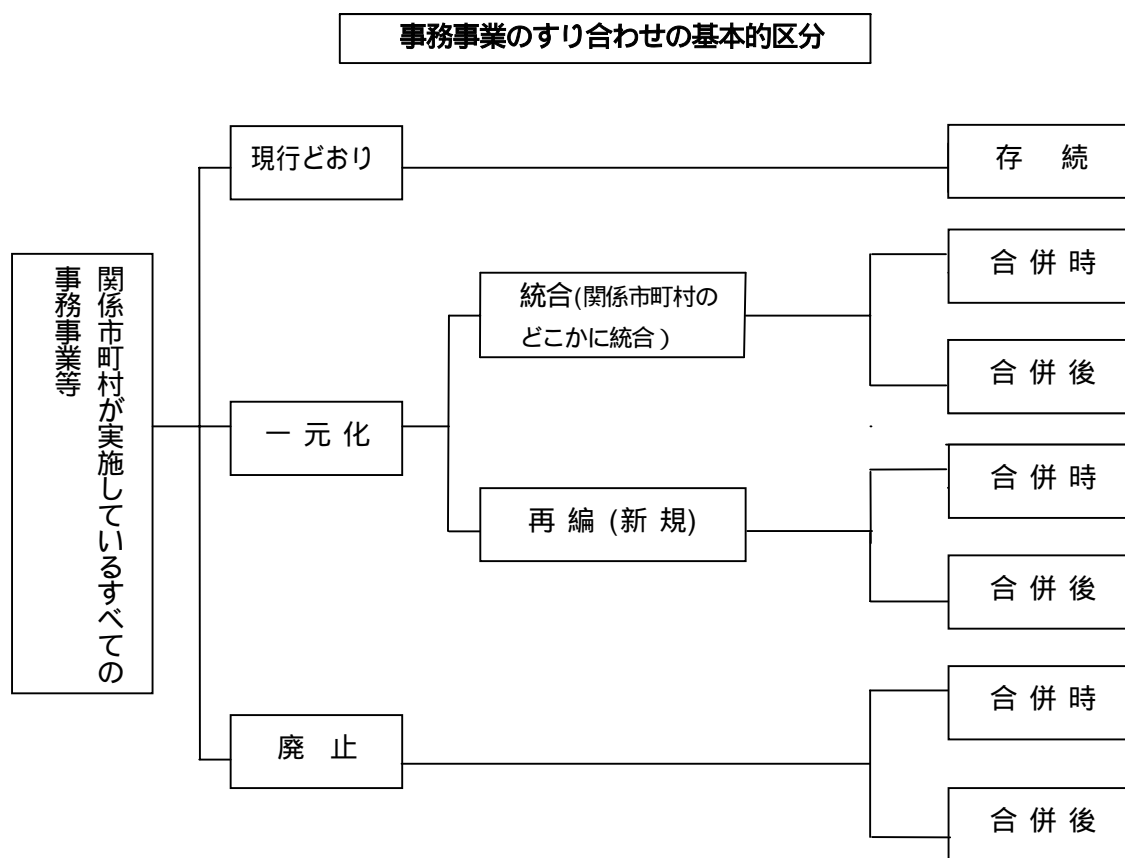 事務事業のすり合わせの基本的区分
関係市町村が実施しているすべての
事務事業等
現行どおり
存 続
一 元 化
統合(関係市町村の
どこかに統合)
合 併 時
合 併 後
再 編 (新 規)
合 併 時
合 併 後
廃 止
合 併 時
合 併 後